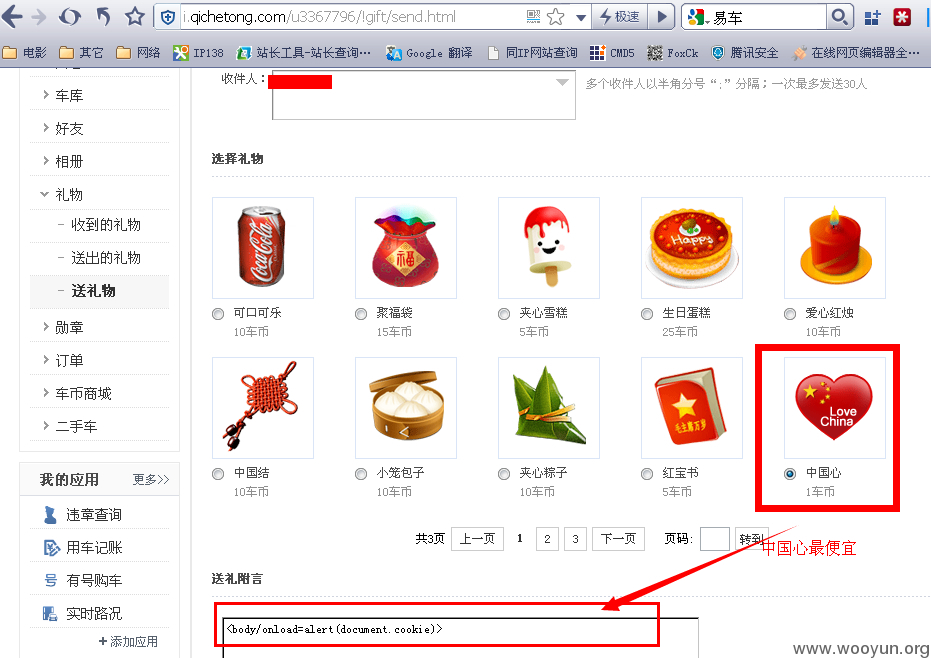 i.qichetong.com/u3367796/lgift/send.html
极速
易车
电影
其它
网络
IP138
站长工具-站长查询…
Google 翻译
同IP网站查询
CMD5
FoxCk
腾讯安全
在线网页编辑器全…
车库
好友
相册
礼物
- 收到的礼物
- 送出的礼物
- 送礼物
勋章
订单
车币商城
二手车
我的应用 更多>>
违章查询
用车记账
有号购车
实时路况
+添加应用
收件人：
多个收件人以半角分号“;”分隔；一次最多发送30人
选择礼物
Coca-Cola
福
Happy
可口可乐
10车币
聚福袋
15车币
夹心雪糕
5车币
生日蛋糕
25车币
爱心红烛
10车币
毛主席万岁
Love
China
中国结
10车币
小笼包子
10车币
夹心粽子
10车币
红宝书
5车币
中国心
1车币
共3页 上一页 1 2 3 下一页 页码: 转到
中国心最便宜
送礼附言
<body/onload=alert(document.cookie)>
www.wooyun.org